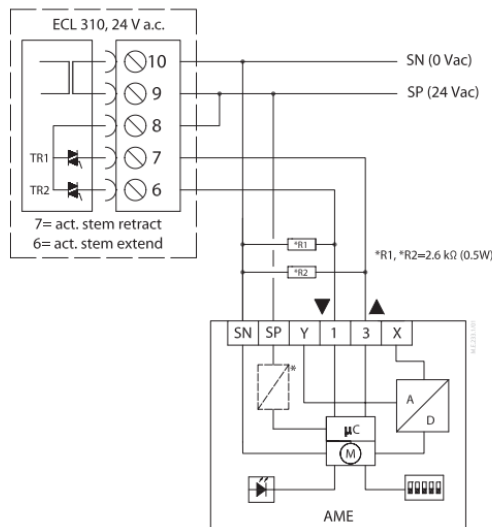 ECL 310, 24 V a.c.
10
SN (0 Vac)
9
SP (24 Vac)
8
TR1
7
TR2
6
7= act. stem retract
6= act. stem extend
*R1
*R1, *R2=2.6 kΩ (0.5W)
*R2
SN SP Y 1 3 X
*
A
D
µC
M
AME